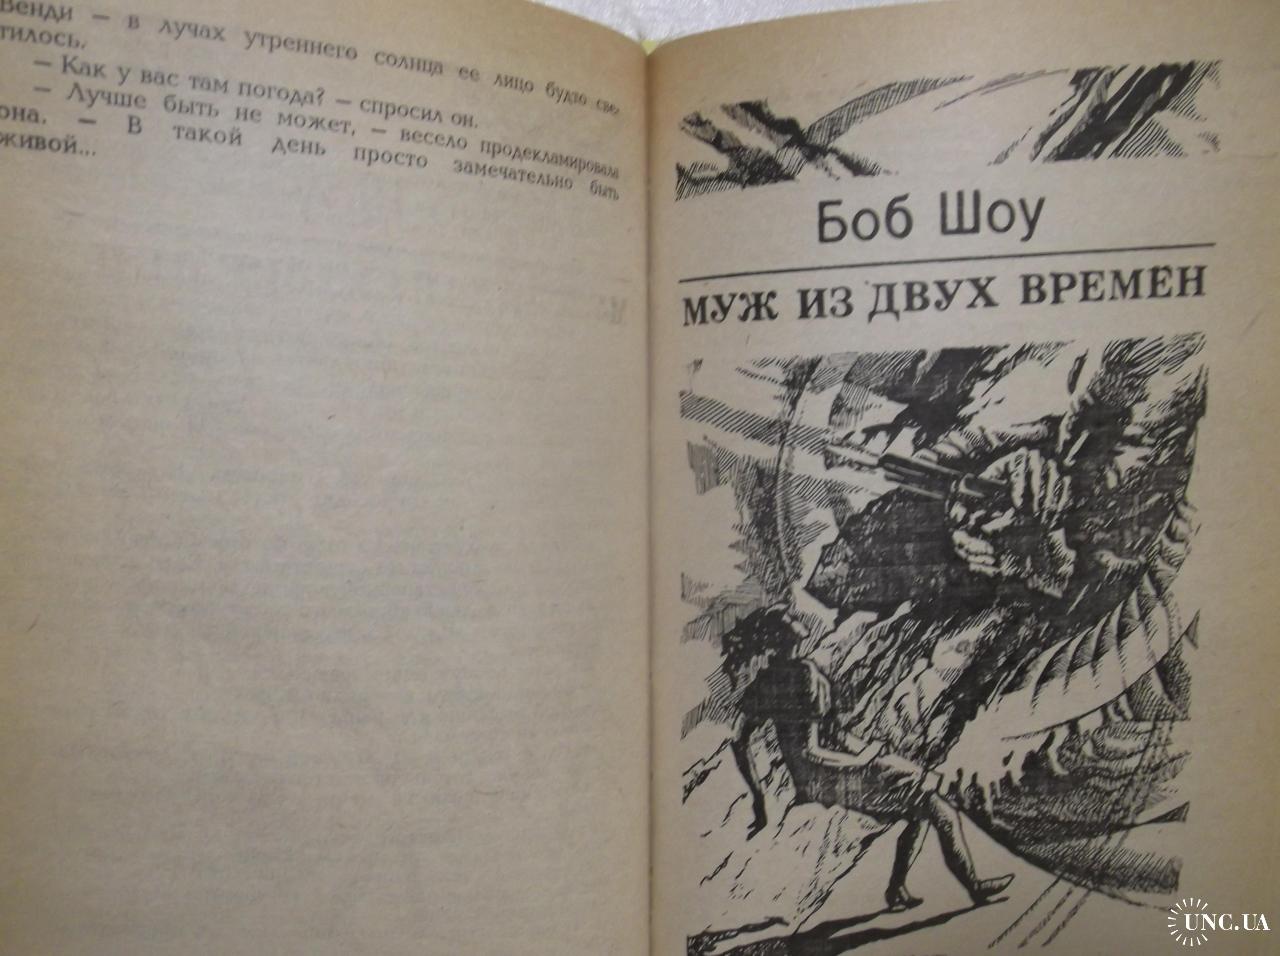 Венди — в лучах утреннего солнца ее лицо будто све-
тилось.
— Как у вас там погода? — спросил он.
— Лучше быть не может, — весело продекламировала
она. — В такой день просто замечательно быть
живой...
Боб Шоу
МУЖ ИЗ ДВУХ ВРЕМЕН
UNC.UA